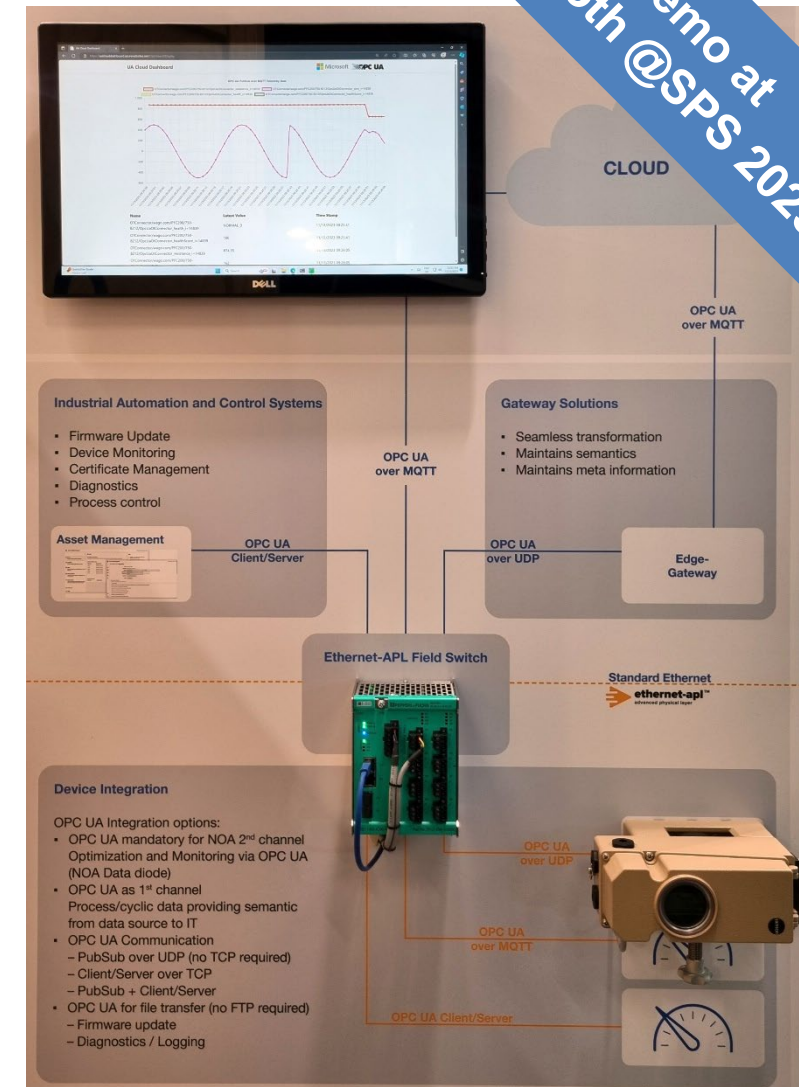 emo at
oth @SPS 202
UA Cloud Dashboard
Microsoft OPC UA
Name
Latest Value
Time Stamp
DELL
CLOUD
OPC UA
over MQTT
Industrial Automation and Control Systems
▪ Firmware Update
▪ Device Monitoring
▪ Certificate Management
▪ Diagnostics
▪ Process control
Asset Management
OPC UA
Client/Server
OPC UA
over MQTT
Gateway Solutions
▪ Seamless transformation
▪ Maintains semantics
▪ Maintains meta information
OPC UA
over UDP
Edge-
Gateway
Ethernet-APL Field Switch
Standard Ethernet
ethernet-apl™
advanced physical layer
Device Integration
OPC UA Integration options:
• OPC UA mandatory for NOA 2nd channel
Optimization and Monitoring via OPC UA
(NOA Data diode)
• OPC UA as 1st channel
Process/cyclic data providing semantic
from data source to IT
• OPC UA Communication
– PubSub over UDP (no TCP required)
– Client/Server over TCP
– PubSub + Client/Server
• OPC UA for file transfer (no FTP required)
– Firmware update
– Diagnostics / Logging
OPC UA
over UDP
OPC UA
over MQTT
OPC UA Client/Server